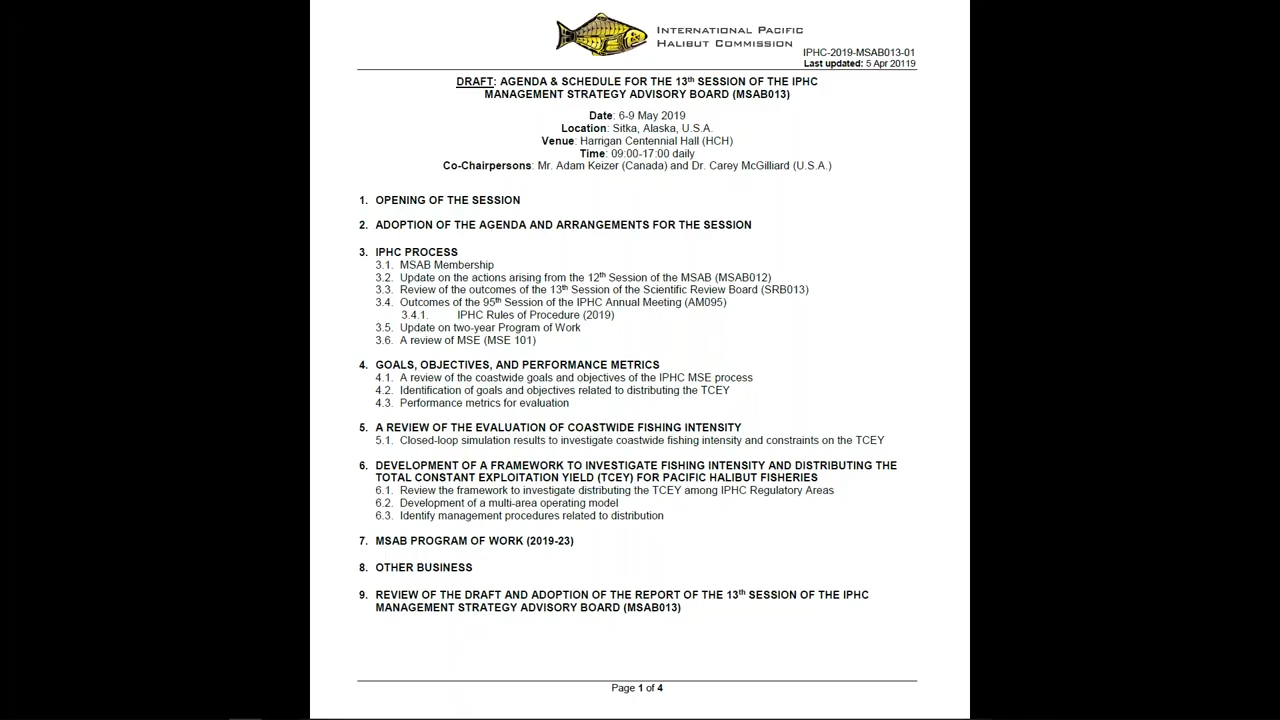 INTERNATIONAL PACIFIC
HALIBUT COMMISSION
IPHC-2019-MSAB013-01
Last updated: 5 Apr 20119
DRAFT: AGENDA & SCHEDULE FOR THE 13th SESSION OF THE IPHC
MANAGEMENT STRATEGY ADVISORY BOARD (MSAB013)
Date: 6-9 May 2019
Location: Sitka, Alaska, U.S.A.
Venue: Harrigan Centennial Hall (HCH)
Time: 09:00-17:00 daily
Co-Chairpersons: Mr. Adam Keizer (Canada) and Dr. Carey McGilliard (U.S.A.)
1. OPENING OF THE SESSION
2. ADOPTION OF THE AGENDA AND ARRANGEMENTS FOR THE SESSION
3. IPHC PROCESS
3.1. MSAB Membership
3.2. Update on the actions arising from the 12th Session of the MSAB (MSAB012)
3.3. Review of the outcomes of the 13th Session of the Scientific Review Board (SRB013)
3.4. Outcomes of the 95th Session of the IPHC Annual Meeting (AM095)
3.4.1. IPHC Rules of Procedure (2019)
3.5. Update on two-year Program of Work
3.6. A review of MSE (MSE 101)
4. GOALS, OBJECTIVES, AND PERFORMANCE METRICS
4.1. A review of the coastwide goals and objectives of the IPHC MSE process
4.2. Identification of goals and objectives related to distributing the TCEY
4.3. Performance metrics for evaluation
5. A REVIEW OF THE EVALUATION OF COASTWIDE FISHING INTENSITY
5.1. Closed-loop simulation results to investigate coastwide fishing intensity and constraints on the TCEY
6. DEVELOPMENT OF A FRAMEWORK TO INVESTIGATE FISHING INTENSITY AND DISTRIBUTING THE
TOTAL CONSTANT EXPLOITATION YIELD (TCEY) FOR PACIFIC HALIBUT FISHERIES
6.1. Review the framework to investigate distributing the TCEY among IPHC Regulatory Areas
6.2. Development of a multi-area operating model
6.3. Identify management procedures related to distribution
7. MSAB PROGRAM OF WORK (2019-23)
8. OTHER BUSINESS
9. REVIEW OF THE DRAFT AND ADOPTION OF THE REPORT OF THE 13th SESSION OF THE IPHC
MANAGEMENT STRATEGY ADVISORY BOARD (MSAB013)
Page 1 of 4